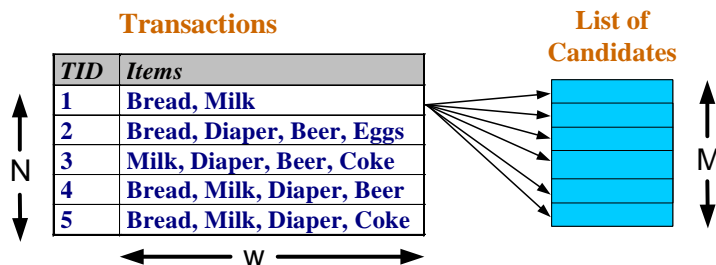 Transactions
List of
Candidates
TID Items
1 Bread, Milk
2 Bread, Diaper, Beer, Eggs
3 Milk, Diaper, Beer, Coke
4 Bread, Milk, Diaper, Beer
5 Bread, Milk, Diaper, Coke
N
M
w